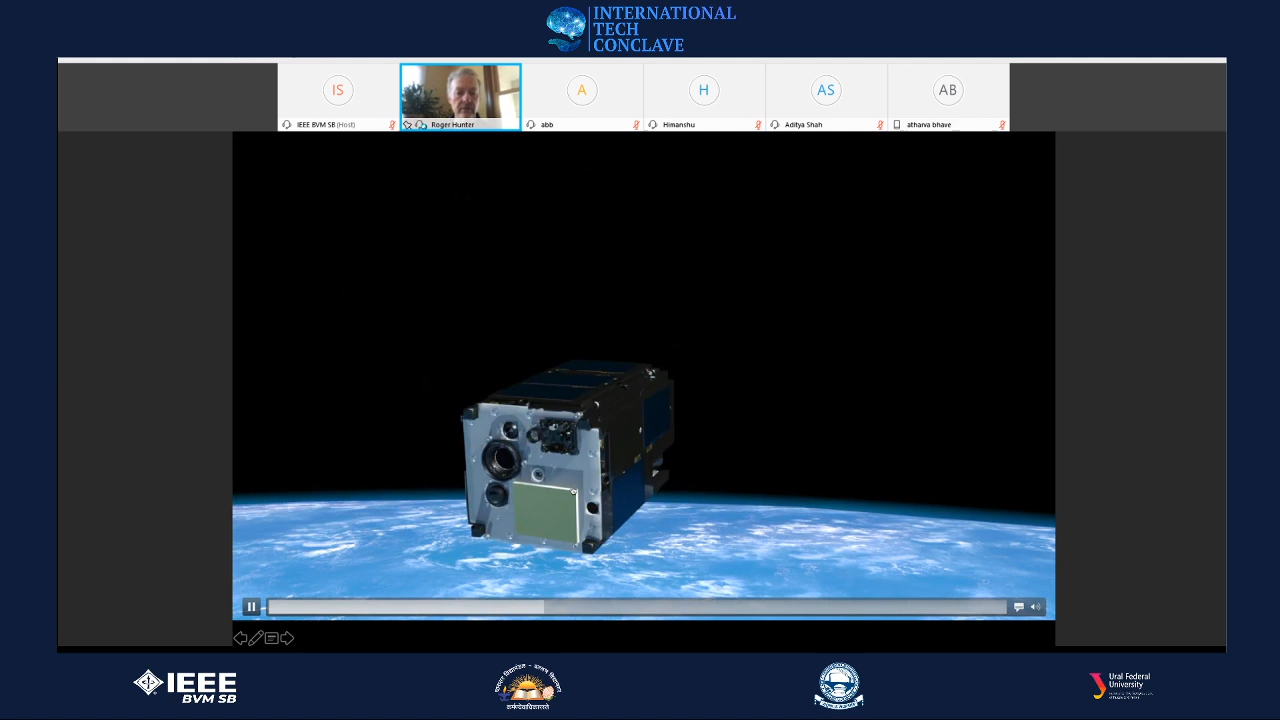 INTERNATIONAL
TECH
CONCLAVE
IS
A
H
AS
AB
IEEE BVM SB (Host)
Roger Hunter
abb
Himanshu
Aditya Shah
atharva bhave
IEEE
BVM SB
Ural Federal
University